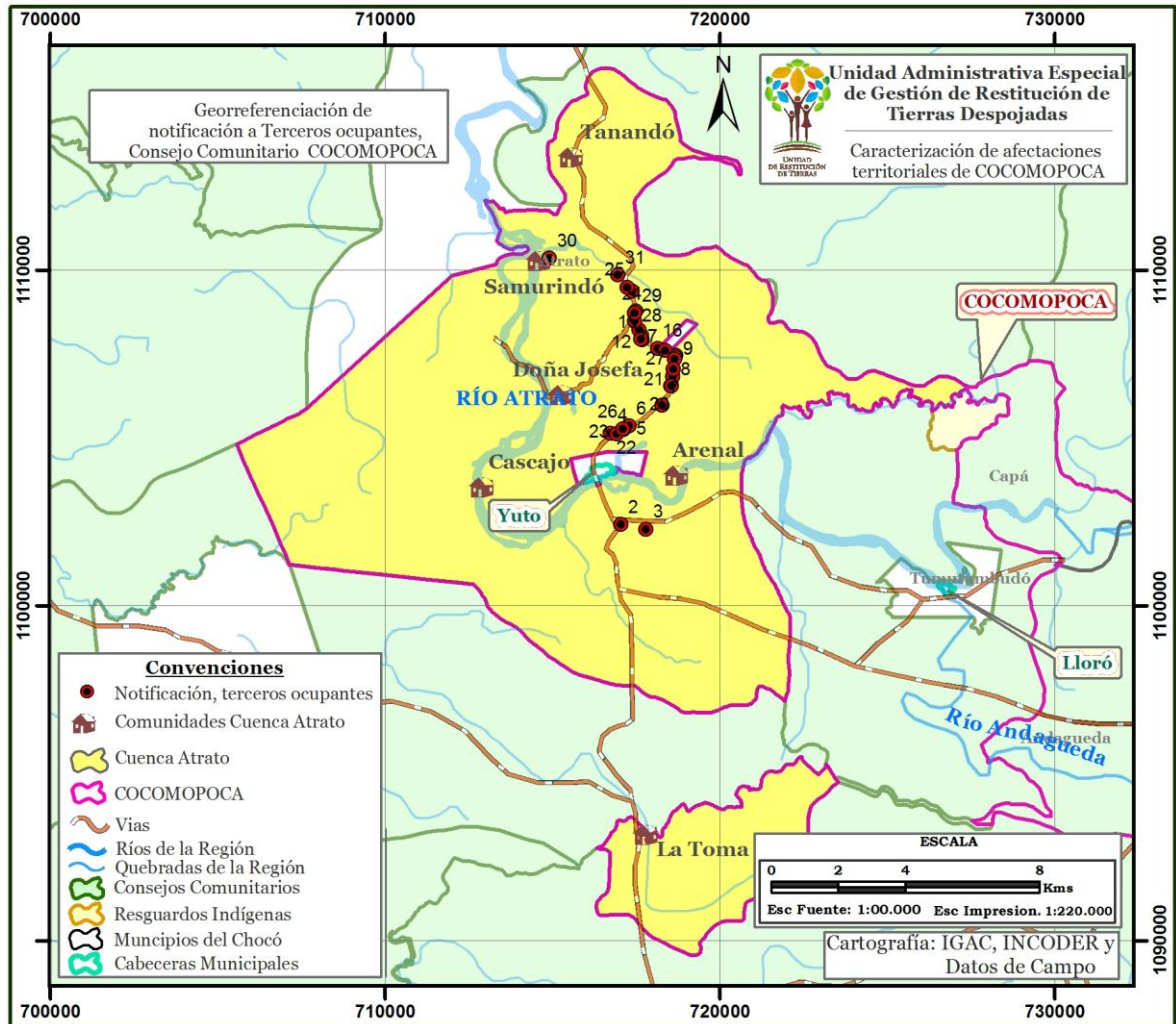 700000 710000 720000 730000
Georreferenciación de
notificación a Terceros ocupantes,
Consejo Comunitario COCOMOPOCA
N
Unidad Administrativa Especial
de Gestión de Restitución de
Tierras Despojadas
UNIDAD
DE RESTITUCIÓN
DE TIERRAS
Caracterización de afectaciones
territoriales de COCOMOPOCA
Tanandó
1110000
1110000
30
Atrato
31
25
Samurindó
24
29
28
12
7
16
9
27
8
Doña Josefa
COCOMOPOCA
RÍO ATRATO
21
26
4
6
5
23
22
Arenal
Cascajo
Capá
Yuto
2
3
Tumutumbudó
1100000
1100000
Lloró
Río Andagueda
Andagueda
La Toma
Convenciones
Notificación, terceros ocupantes
Comunidades Cuenca Atrato
Cuenca Atrato
COCOMOPOCA
Vias
Ríos de la Región
Quebradas de la Región
Consejos Comunitarios
Resguardos Indígenas
Muncipios del Chocó
Cabeceras Municipales
ESCALA
0 2 4 8
Kms
Esc Fuente: 1:00.000 Esc Impresion. 1:220.000
Cartografía: IGAC, INCODER y
Datos de Campo
1090000
1090000
700000 710000 720000 730000